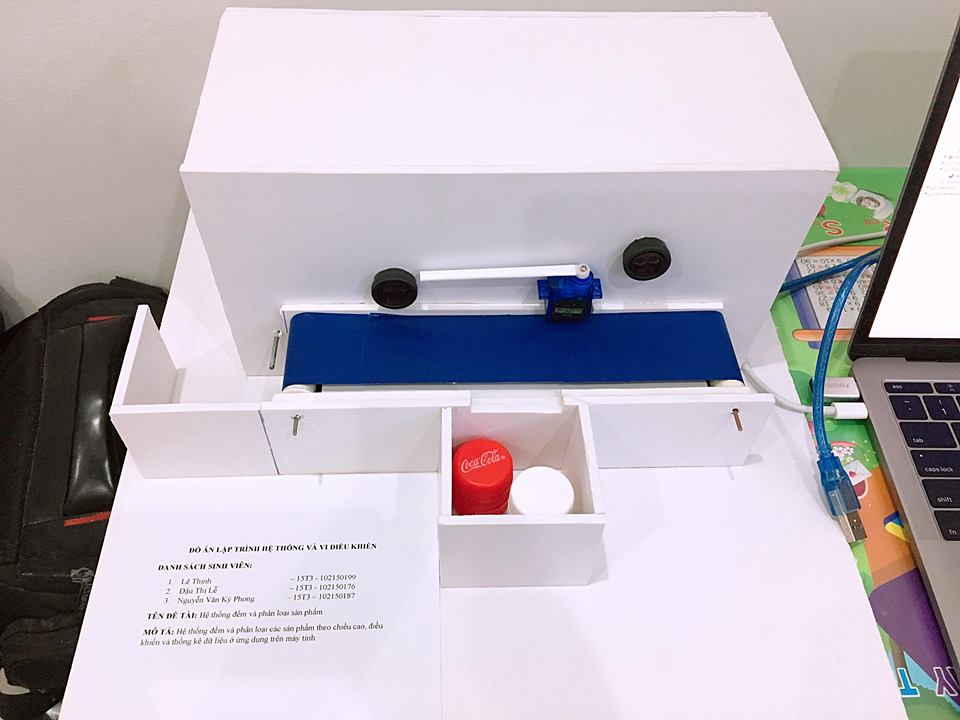 Coca-Cola
ĐỒ ÁN LẬP TRÌNH HỆ THỐNG VÀ VI ĐIỀU KHIỂN
DANH SÁCH SINH VIÊN:
1 Lê Thịnh – 15T3 - 102150199
2 Đậu Thị Lễ – 15T3 - 102150176
3. Nguyễn Văn Kỳ Phong – 15T3 – 102150187
TÊN ĐỀ TÀI: Hệ thống đếm và phân loại sản phẩm
MÔ TẢ: Hệ thống đếm và phân loại các sản phẩm theo chiều cao, điều
khiển và thống kê dữ liệu ở ứng dụng trên máy tính
esc
~
!
1
tab
caps lock
shift
fn